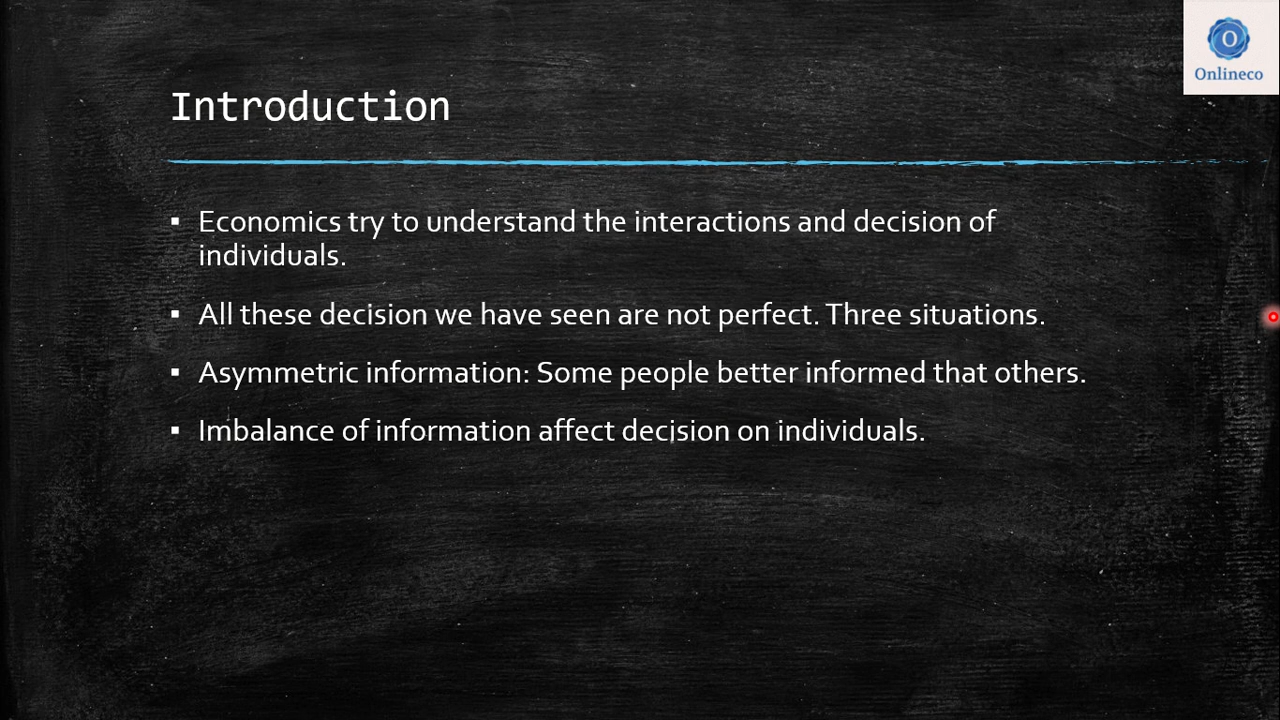 O
Onlineco
Introduction
▪ Economics try to understand the interactions and decision of
individuals.
▪ All these decision we have seen are not perfect. Three situations.
▪ Asymmetric information: Some people better informed that others.
▪ Imbalance of information affect decision on individuals.